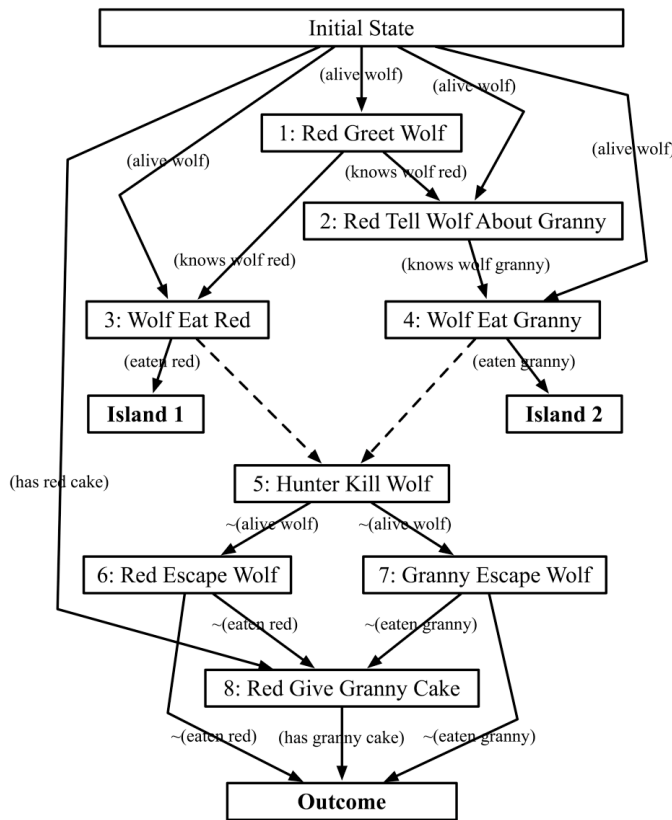 Initial State
(alive wolf)
(alive wolf)
1: Red Greet Wolf
(alive wolf)
(knows wolf red)
(alive wolf)
2: Red Tell Wolf About Granny
(knows wolf red)
(knows wolf granny)
3: Wolf Eat Red
4: Wolf Eat Granny
(eaten red)
(eaten granny)
Island 1
Island 2
(has red cake)
5: Hunter Kill Wolf
~(alive wolf)
~(alive wolf)
6: Red Escape Wolf
7: Granny Escape Wolf
~(eaten red)
~(eaten granny)
8: Red Give Granny Cake
~(eaten red)
(has granny cake)
~(eaten granny)
Outcome